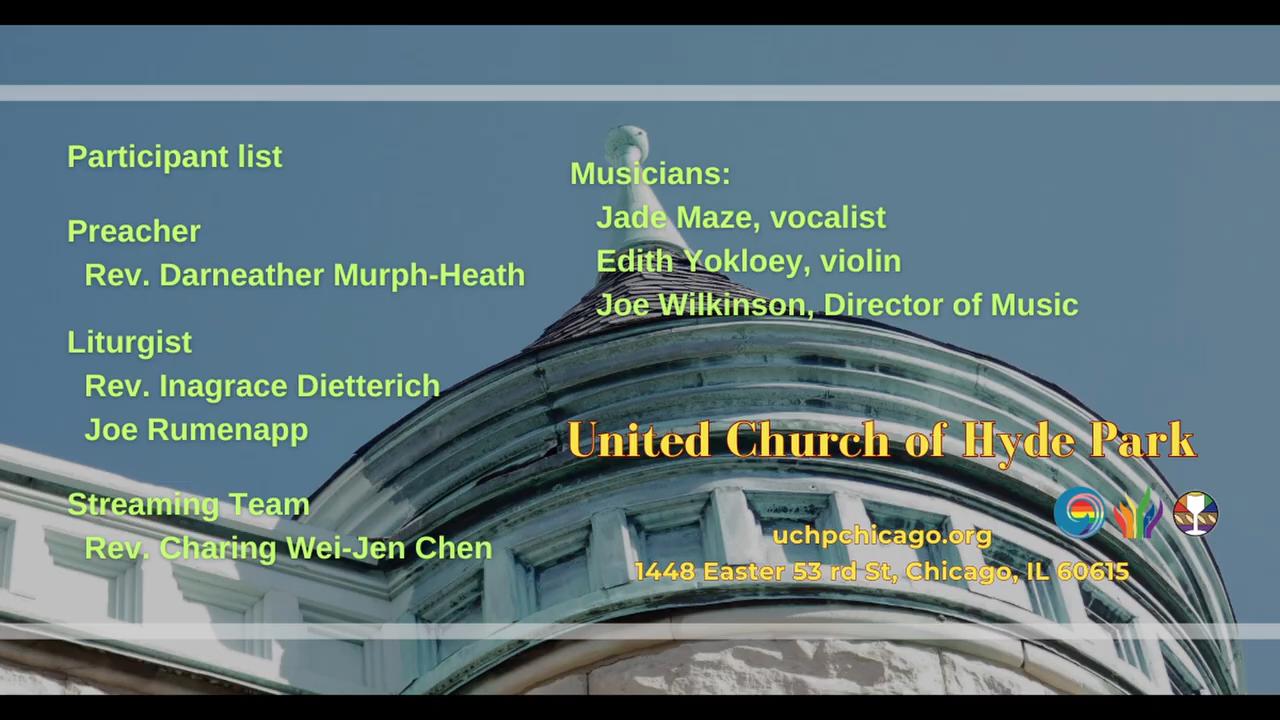 Participant list
Preacher
Rev. Darneather Murph-Heath
Liturgist
Rev. Inagrace Dietterich
Joe Rumenapp
Streaming Team
Rev. Charing Wei-Jen Chen
Musicians:
Jade Maze, vocalist
Edith Yokloey, violin
Joe Wilkinson, Director of Music
United Church of Hyde Park
uchpchicago.org
1448 Easter 53 rd St, Chicago, IL 60615